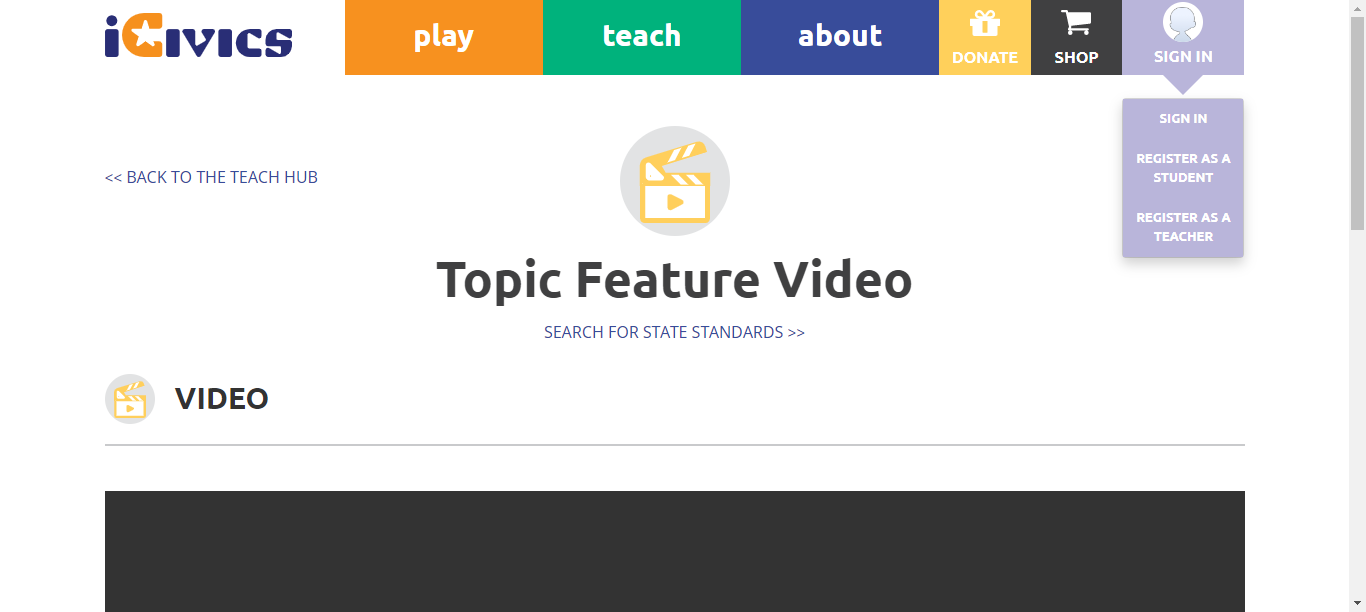 iCivics
play
teach
about
DONATE
SHOP
SIGN IN
SIGN IN
REGISTER AS A
STUDENT
REGISTER AS A
TEACHER
<< BACK TO THE TEACH HUB
Topic Feature Video
SEARCH FOR STATE STANDARDS >>
VIDEO